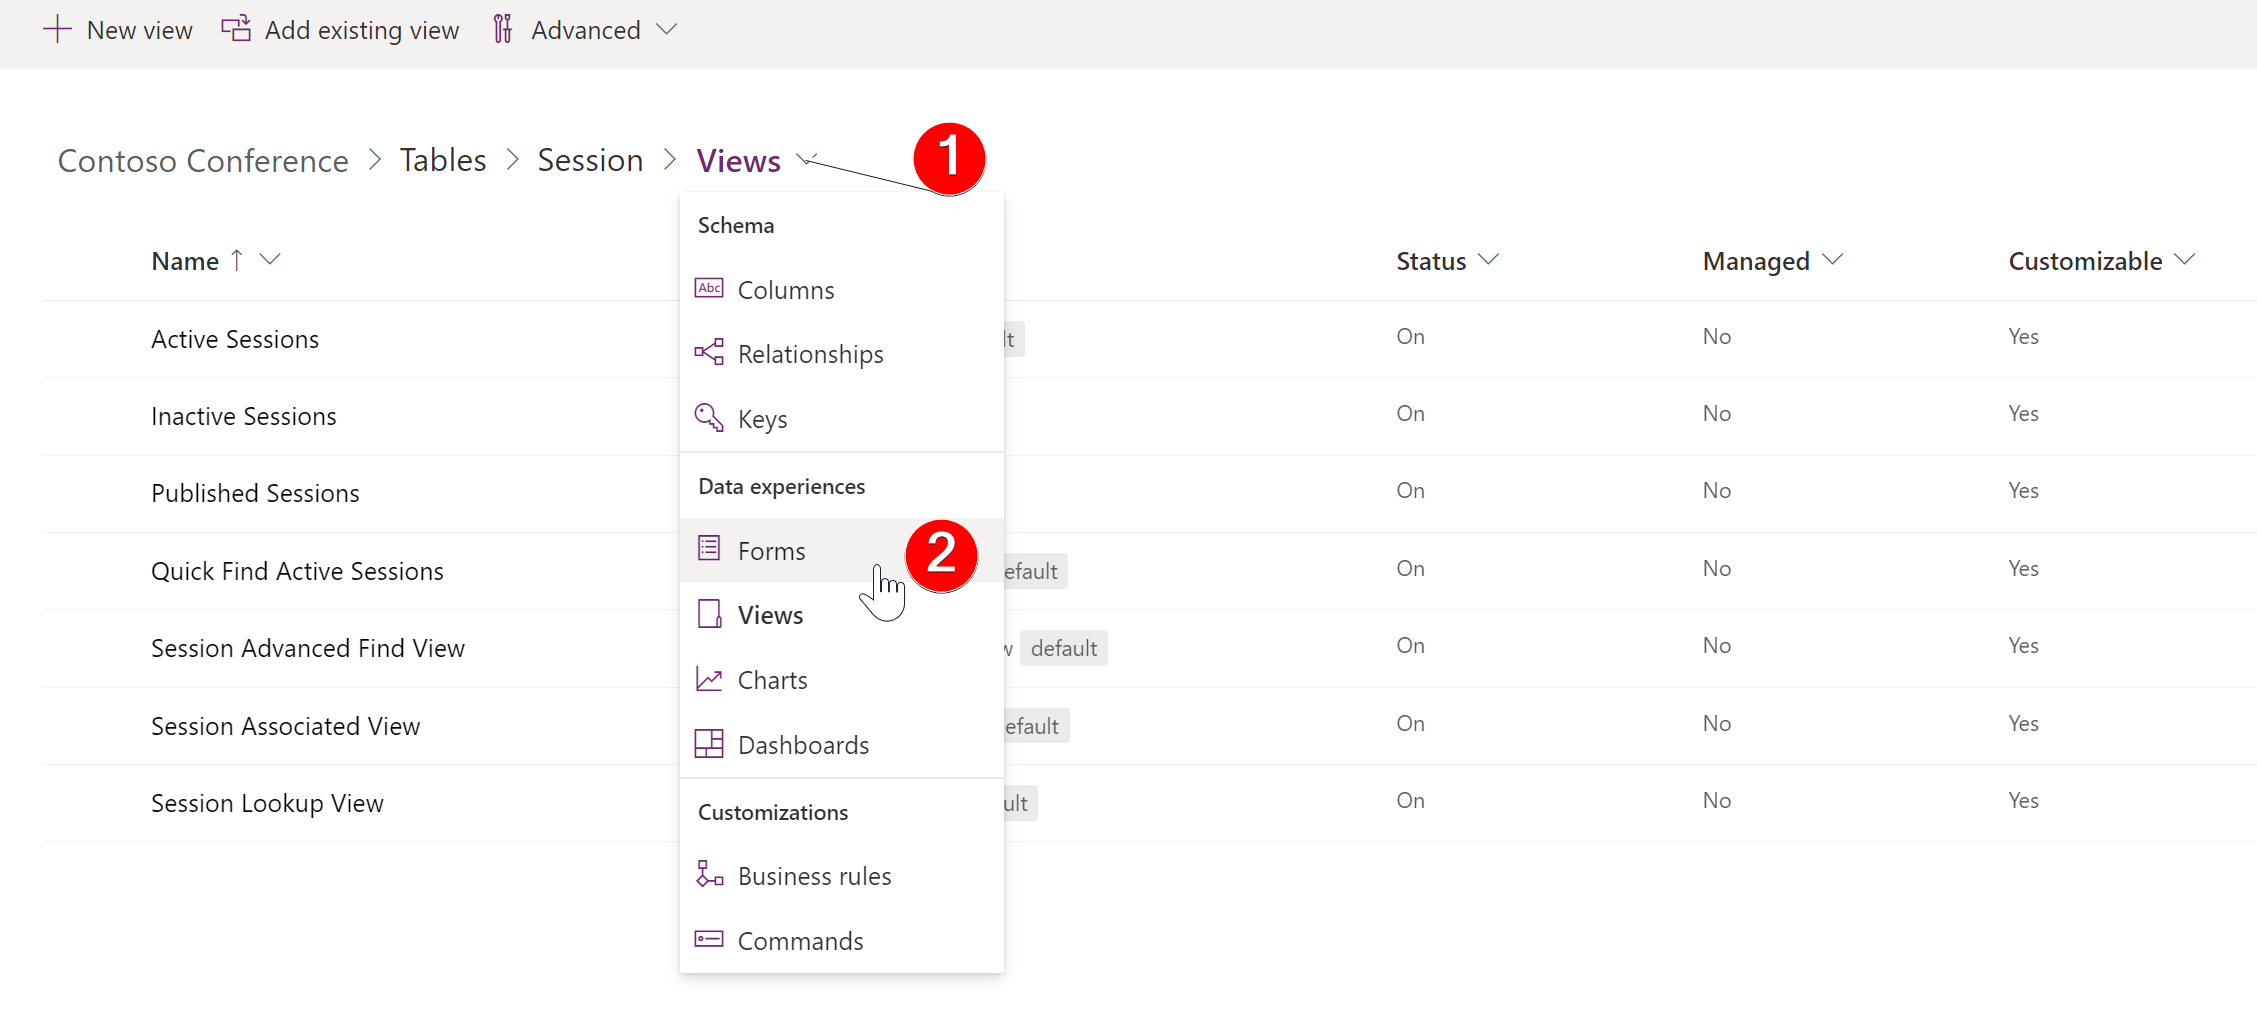 New view Add existing view Advanced
Contoso Conference > Tables > Session > Views 1
Schema
Name Status Managed Customizable
Columns
Active Sessions On No Yes
Relationships
Inactive Sessions On No Yes
Keys
Data experiences
Published Sessions On No Yes
Forms 2
Quick Find Active Sessions efault On No Yes
Views
Session Advanced Find View default On No Yes
Charts
Session Associated View efault On No Yes
Dashboards
Session Lookup View ult On No Yes
Customizations
Business rules
Commands